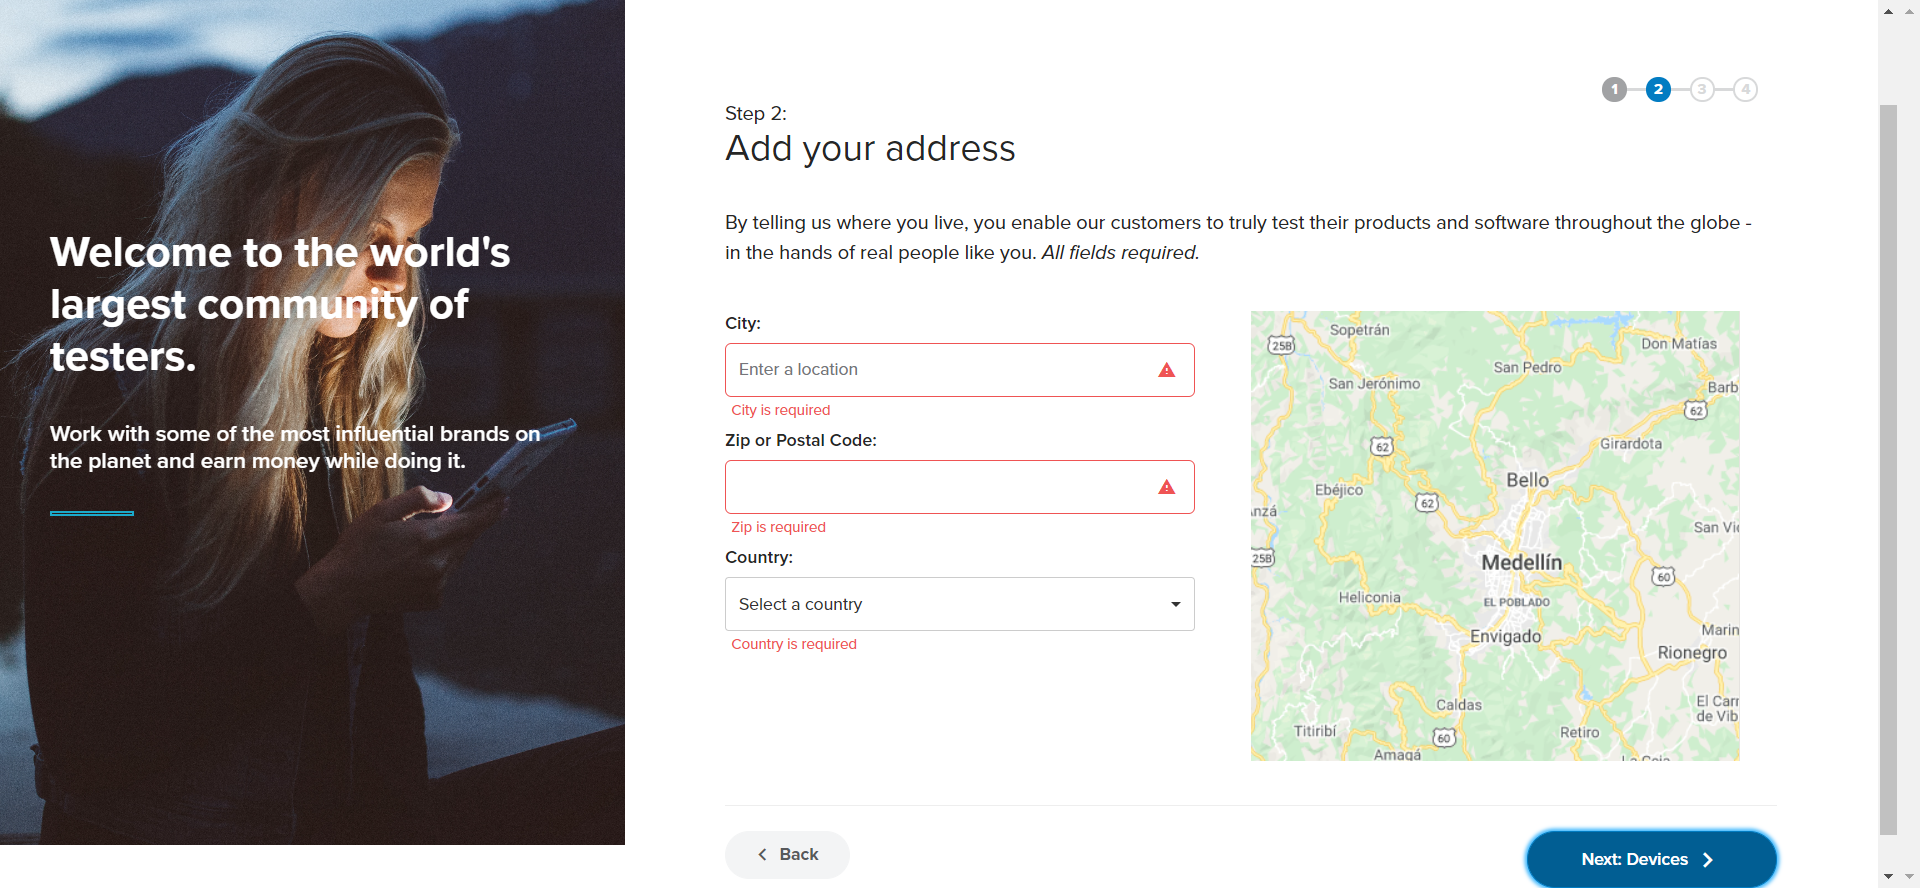 Welcome to the world's
largest community of
testers.
Work with some of the most influential brands on
the planet and earn money while doing it.
1 2 3 4
Step 2:
Add your address
By telling us where you live, you enable our customers to truly test their products and software throughout the globe -
in the hands of real people like you. All fields required.
City:
Enter a location
City is required
Zip or Postal Code:
Zip is required
Country:
Select a country
Country is required
Sopetrán
25B
Don Matías
San Pedro
San Jerónimo
Barb
62
Girardota
62
Bello
Ebéjico
62
nzá
San Vi
25B
Medellín
60
Heliconia
EL POBLADO
Envigado
Marin
Rionegro
El Carr
de Vib
Caldas
Titiribí
60
Retiro
Amagá
Back
Next: Devices